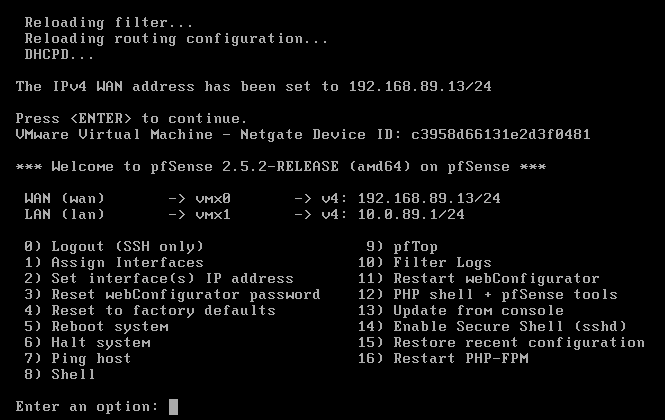 Reloading filter...
Reloading routing configuration...
DHCPD...
The IPv4 WAN address has been set to 192.168.89.13/24
Press <ENTER> to continue.
VMware Virtual Machine - Netgate Device ID: c3958d66131e2d3f0481
*** Welcome to pfSense 2.5.2-RELEASE (amd64) on pfSense ***
WAN (wan) -> vmx0 -> v4: 192.168.89.13/24
LAN (lan) -> vmx1 -> v4: 10.0.89.1/24
0) Logout (SSH only) 9) pfTop
1) Assign Interfaces 10) Filter Logs
2) Set interface(s) IP address 11) Restart webConfigurator
3) Reset webConfigurator password 12) PHP shell + pfSense tools
4) Reset to factory defaults 13) Update from console
5) Reboot system 14) Enable Secure Shell (sshd)
6) Halt system 15) Restore recent configuration
7) Ping host 16) Restart PHP-FPM
8) Shell
Enter an option: